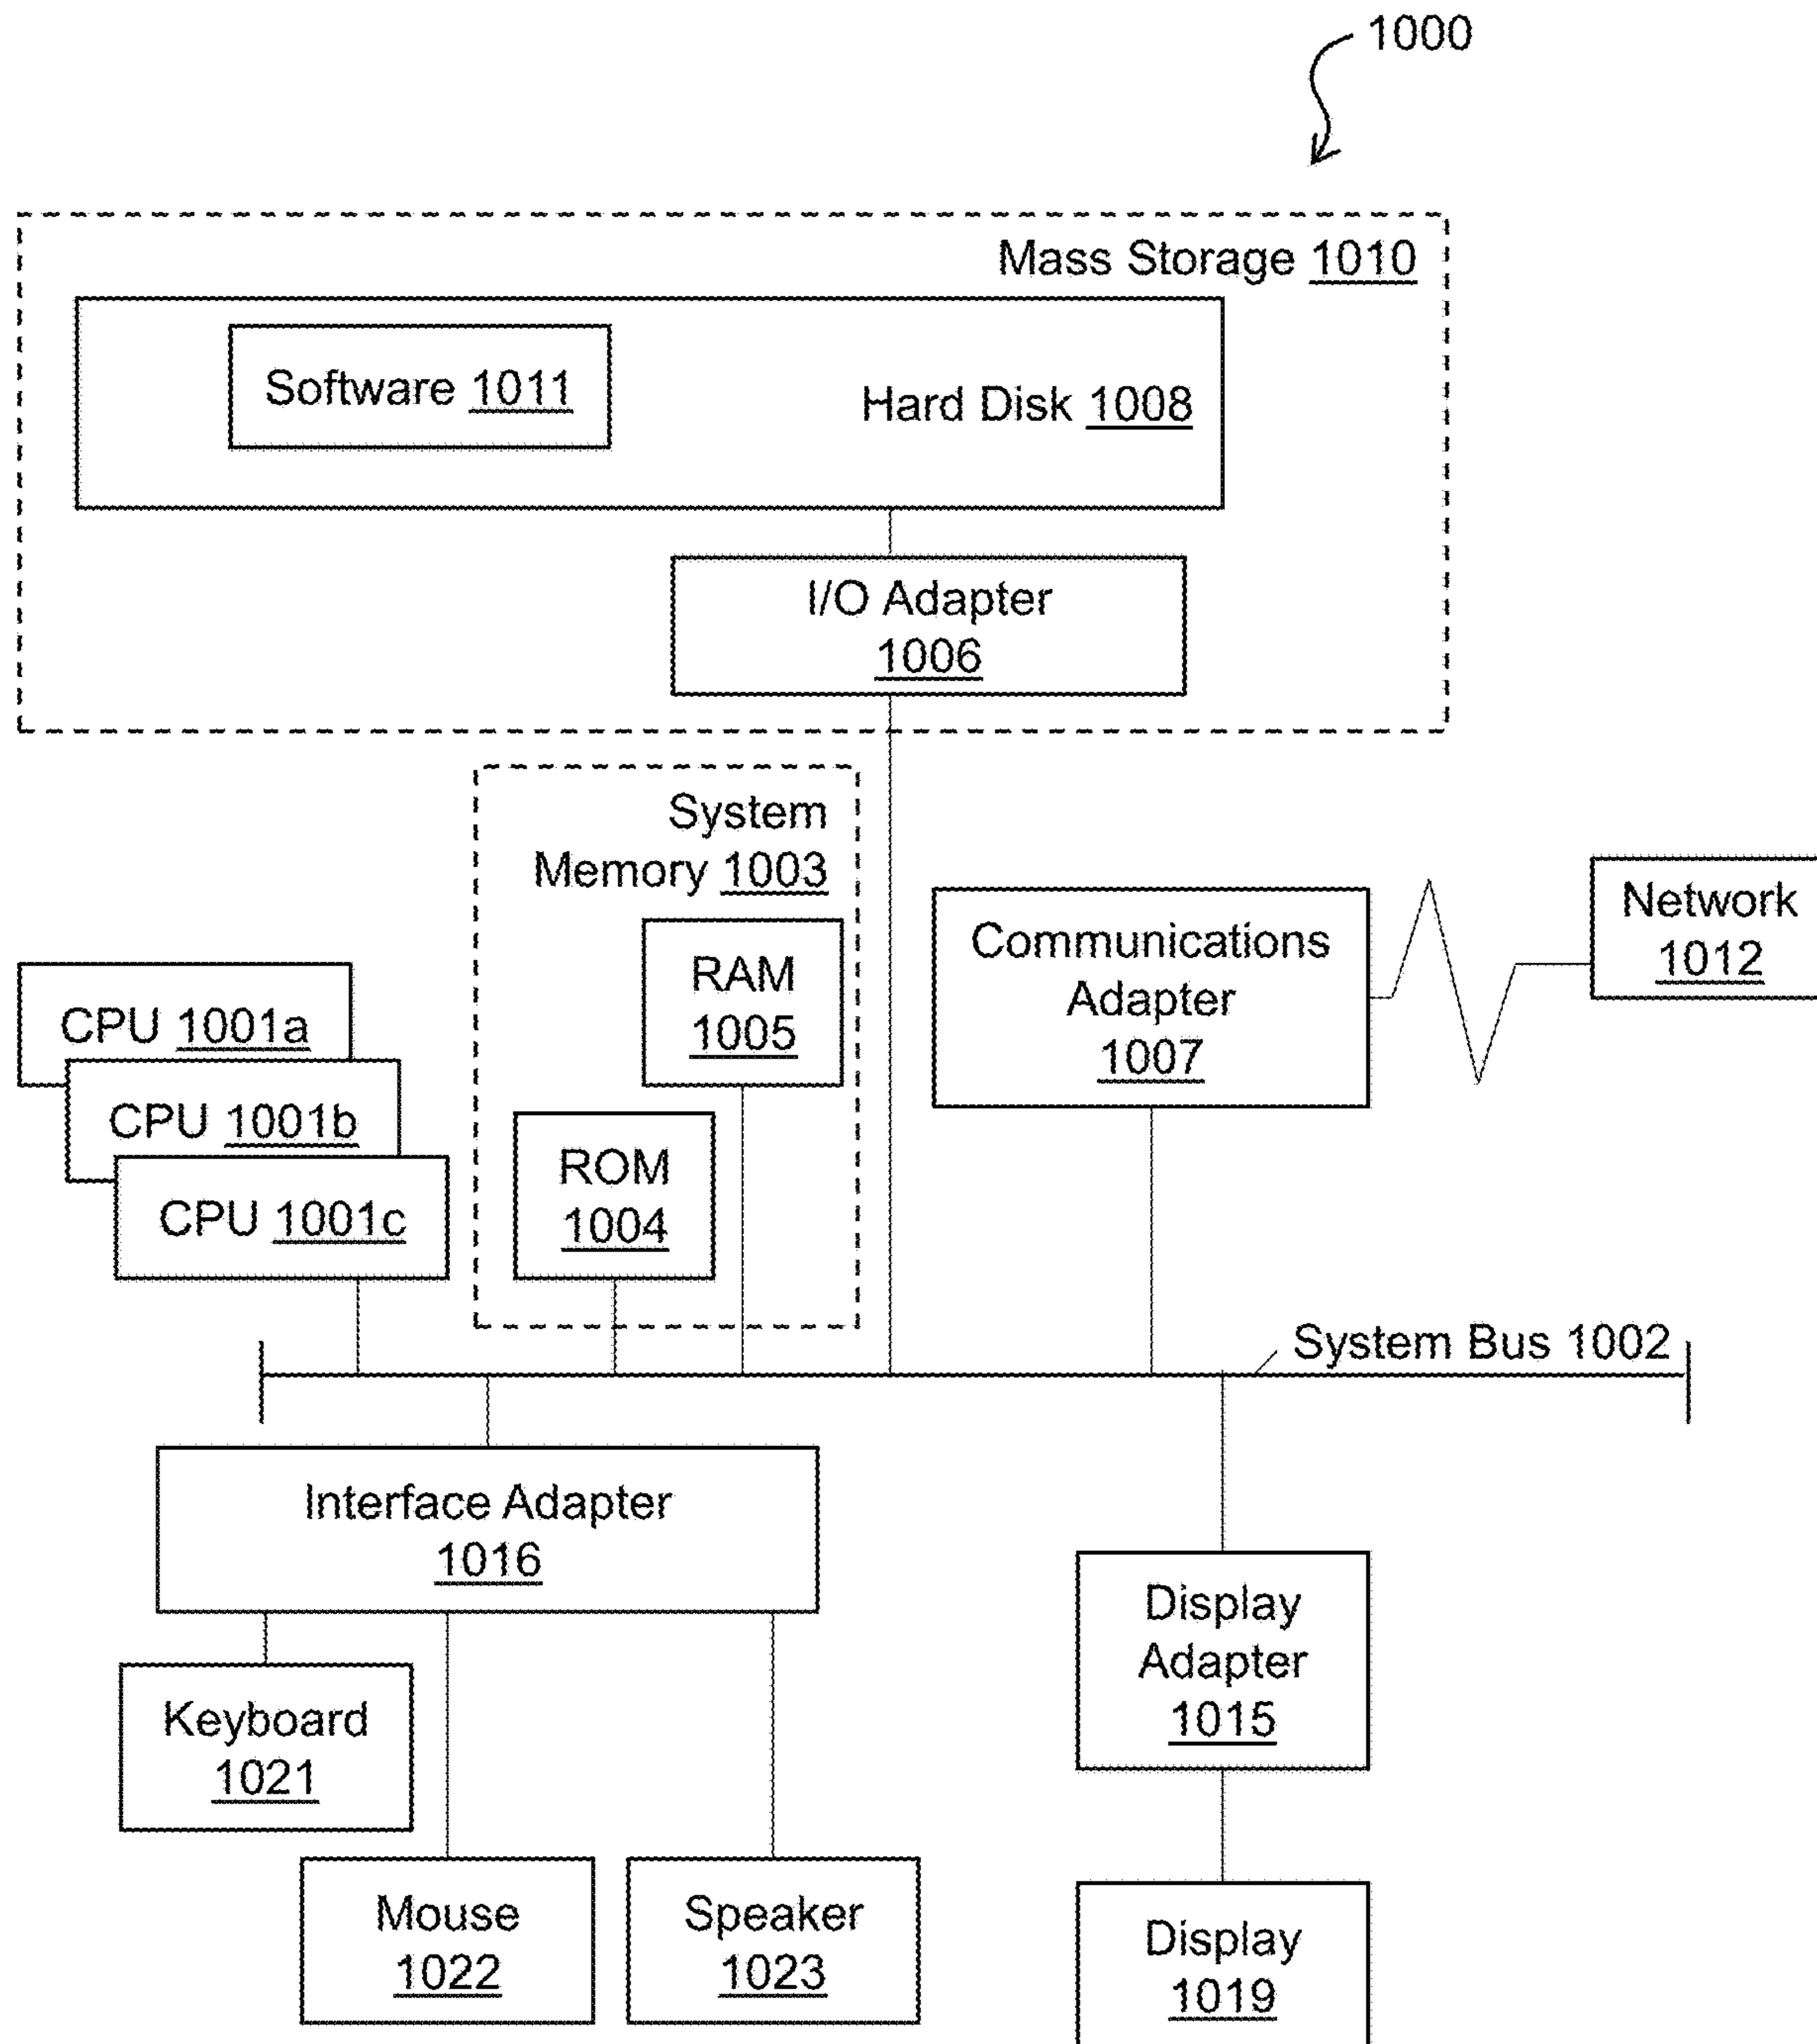 1000
Mass Storage 1010
Software 1011
Hard Disk 1008
I/O Adapter
1006
System
Memory 1003
RAM
1005
ROM
1004
Communications
Adapter
1007
Network
1012
CPU 1001a
CPU 1001b
CPU 1001c
System Bus 1002
Interface Adapter
1016
Keyboard
1021
Mouse
1022
Speaker
1023
Display
Adapter
1015
Display
1019